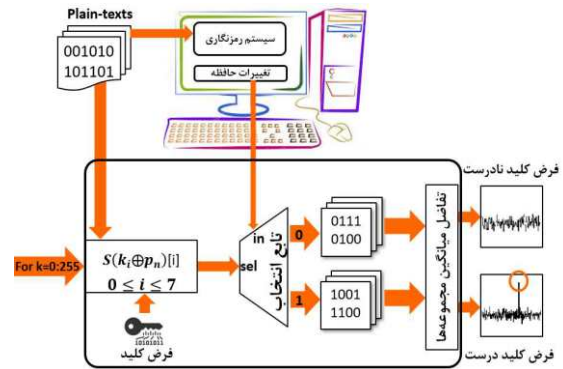 Plain-texts
001010
101101
سیستم رمزنگاری
تغییرات حافظه
For k=0:255
S(kᵢ⊕pₙ)[i]
0 ≤ i ≤ 7
10101011
فرض کلید
in
sel
تابع انتخاب
0
1
0111
0100
1001
1100
تفاضل میانگین مجموعه‌ها
فرض کلید نادرست
فرض کلید درست